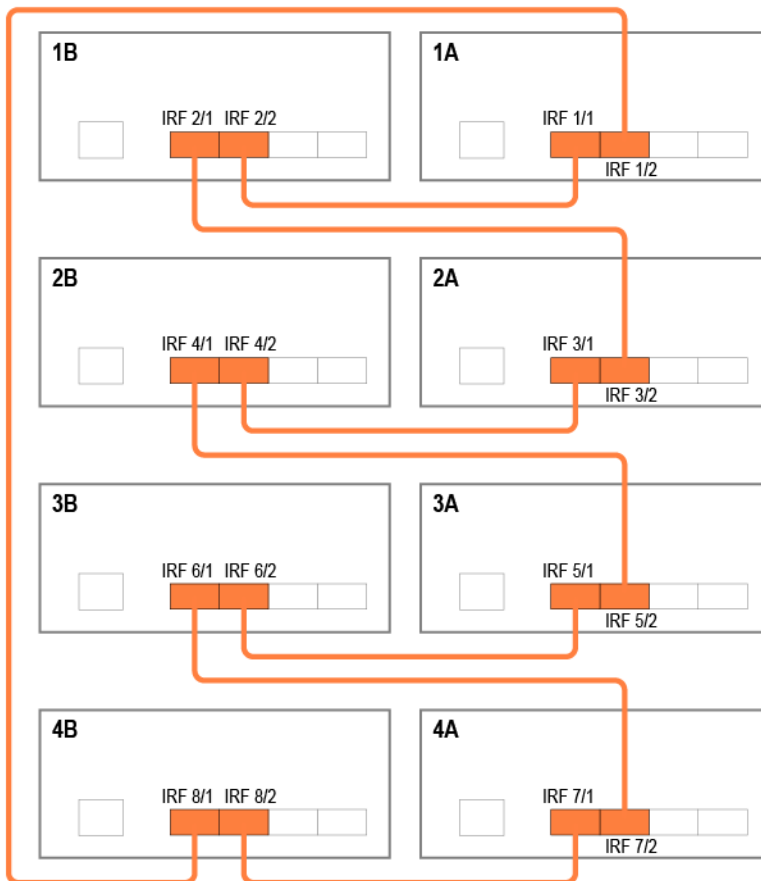 1B
1A
IRF 2/1 IRF 2/2
IRF 1/1
IRF 1/2
2B
2A
IRF 4/1 IRF 4/2
IRF 3/1
IRF 3/2
3B
3A
IRF 6/1 IRF 6/2
IRF 5/1
IRF 5/2
4B
4A
IRF 8/1 IRF 8/2
IRF 7/1
IRF 7/2